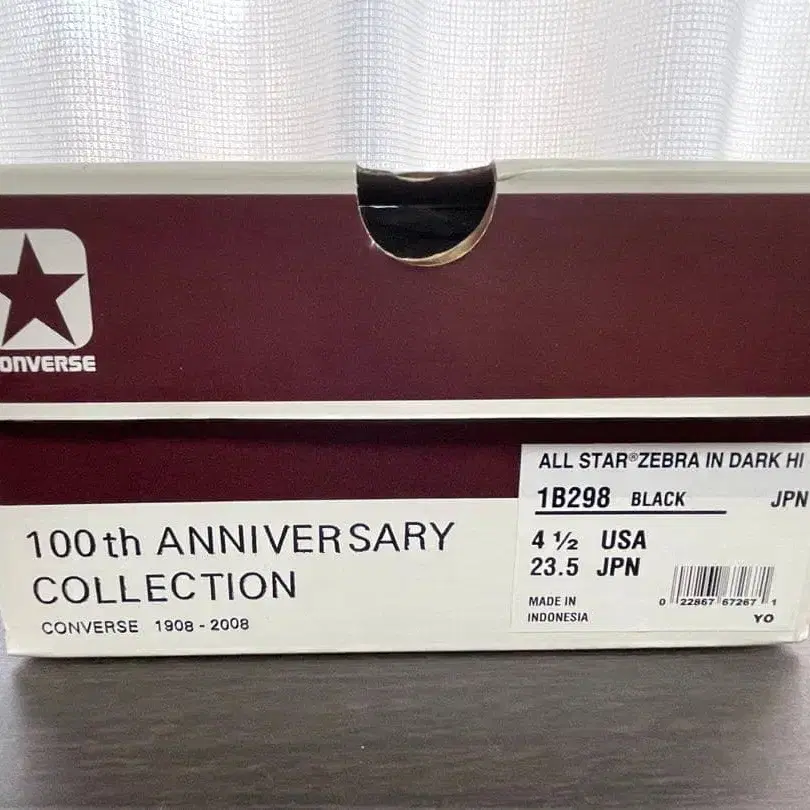 ONVERSE
100th ANNIVERSARY
COLLECTION
CONVERSE 1908 - 2008
ALL STAR®ZEBRA IN DARK HI
1B298 BLACK JPN
4 ½ USA
23.5 JPN
MADE IN
INDONESIA
0 22867 67267 1
YO